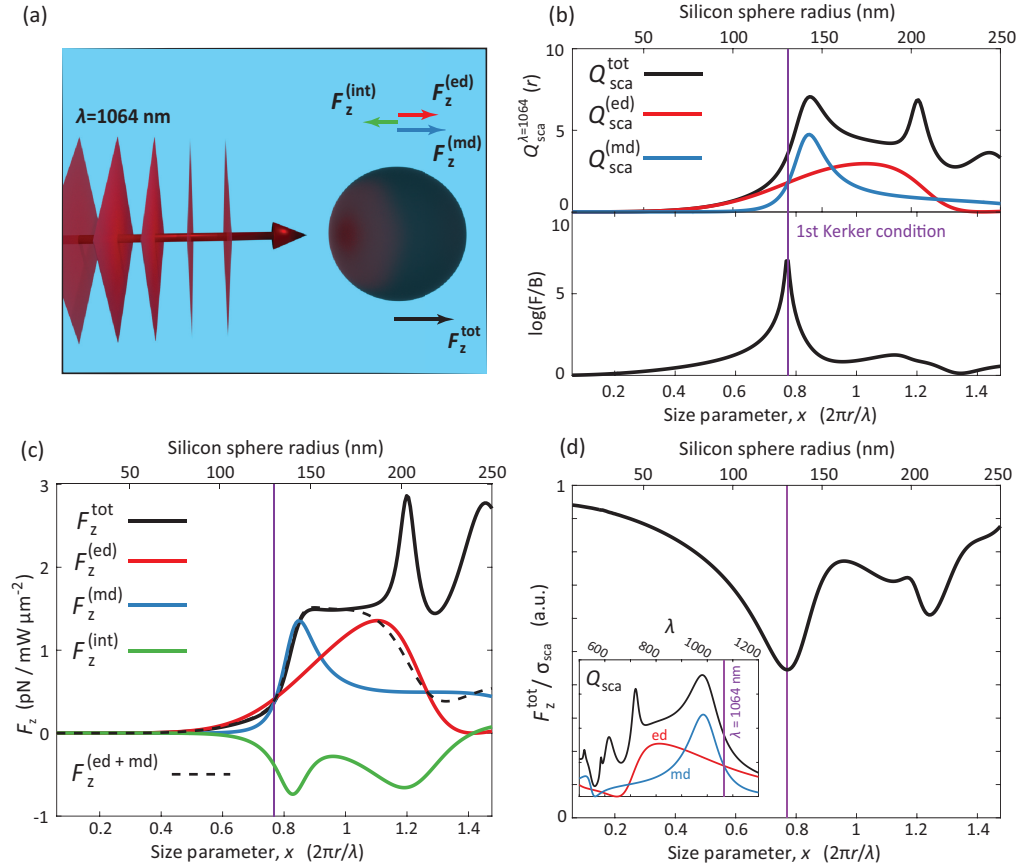 (a)
λ=1064 nm
F_z^(int)
F_z^(ed)
F_z^(md)
F_z^tot
(b)
Silicon sphere radius (nm)
50 100 150 200 250
10
5
0
Q_sca^λ=1064 (r)
Q_sca^tot
Q_sca^(ed)
Q_sca^(md)
1st Kerker condition
10
5
0
log(F/B)
0.2 0.4 0.6 0.8 1 1.2 1.4
Size parameter, x (2πr/λ)
(c)
Silicon sphere radius (nm)
50 100 150 200 250
3
2
1
0
-1
F_z (pN / mW μm⁻²)
F_z^tot
F_z^(ed)
F_z^(md)
F_z^(int)
F_z^(ed + md)
0.2 0.4 0.6 0.8 1 1.2 1.4
Size parameter, x (2πr/λ)
(d)
Silicon sphere radius (nm)
50 100 150 200 250
1
0
F_z^tot / σ_sca (a.u.)
λ
600 800 1000 1200
Q_sca
ed
md
λ = 1064 nm
0.2 0.4 0.6 0.8 1 1.2 1.4
Size parameter, x (2πr/λ)